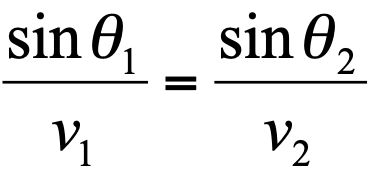 sin θ₁ / v₁ = sin θ₂ / v₂